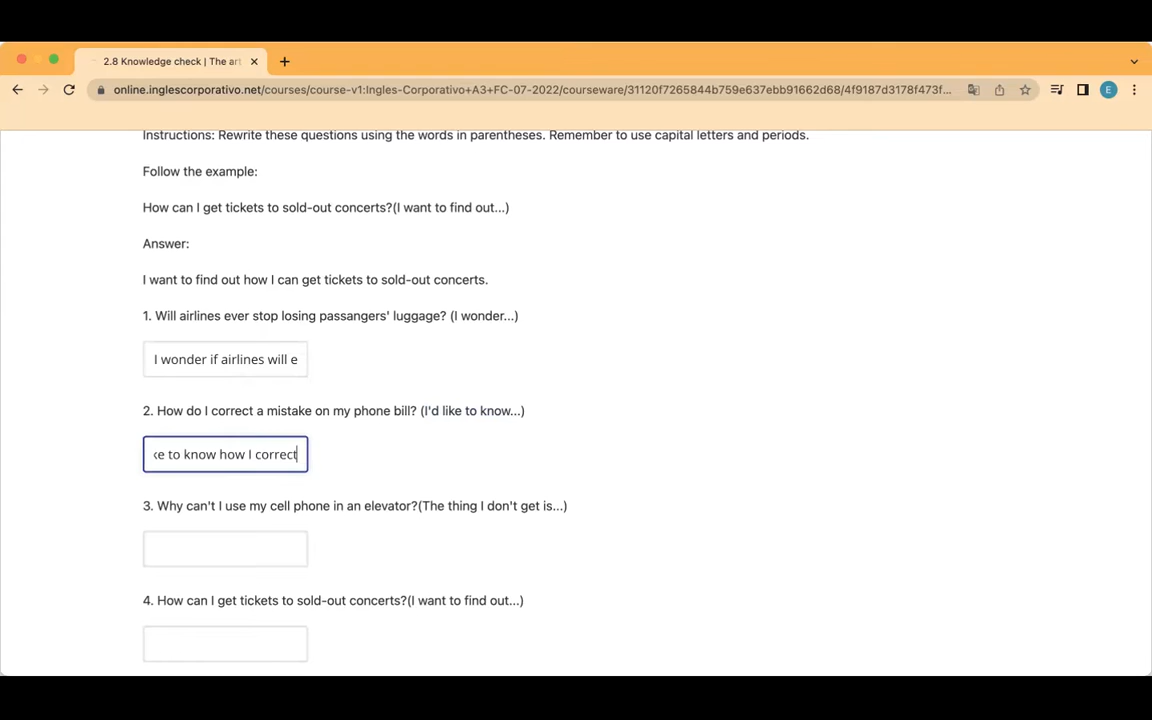 2.8 Knowledge check | The art
online.inglescorporativo.net/courses/course-v1:Ingles-Corporativo+A3+FC-07-2022/courseware/31120f7265844b759e637ebb91662d68/4f9187d3178f473f...
E
Instructions: Rewrite these questions using the words in parentheses. Remember to use capital letters and periods.
Follow the example:
How can I get tickets to sold-out concerts?(I want to find out...)
Answer:
I want to find out how I can get tickets to sold-out concerts.
1. Will airlines ever stop losing passangers' luggage? (I wonder...)
I wonder if airlines will e
2. How do I correct a mistake on my phone bill? (I'd like to know...)
ke to know how I correct
3. Why can't I use my cell phone in an elevator?(The thing I don't get is...)
4. How can I get tickets to sold-out concerts?(I want to find out...)